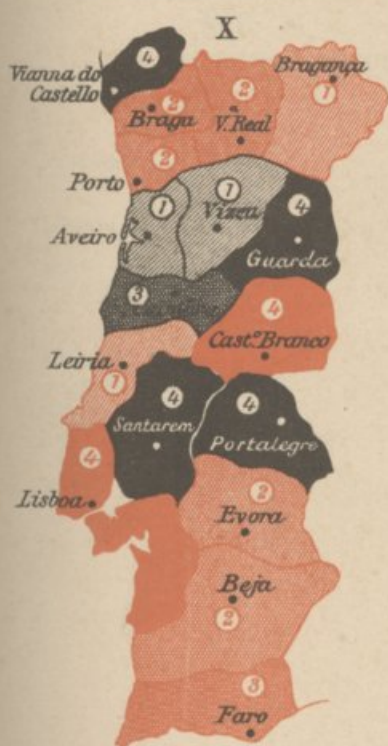 X
4
Vianna do
Castello
Bragança
1
2
2
Braga
V. Real
2
Porto
1
1
Vizeu
4
Aveiro
Guarda
3
4
Cast.º Branco
Leiria
1
4
4
Santarem
Portalegre
4
2
Lisboa
Evora
Beja
2
3
Faro